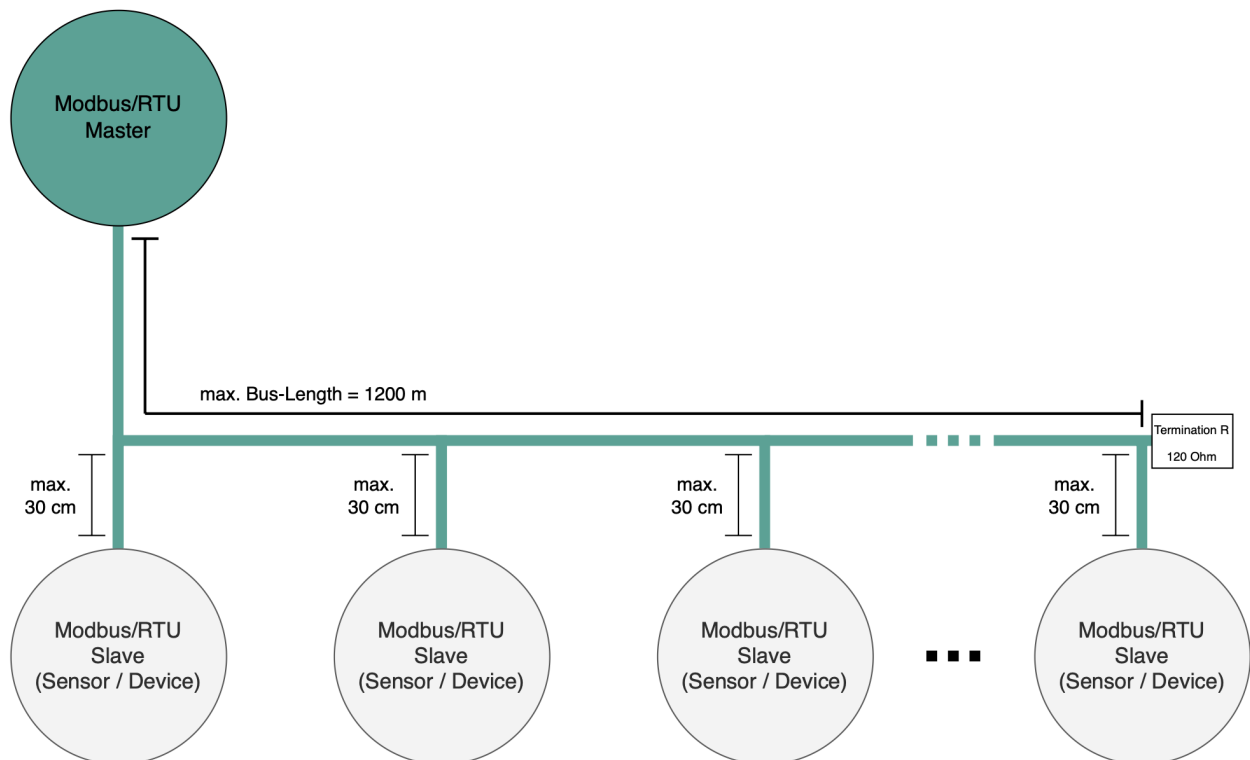 Modbus/RTU
Master
max. Bus-Length = 1200 m
Termination R
120 Ohm
max.
30 cm
max.
30 cm
max.
30 cm
max.
30 cm
Modbus/RTU
Slave
(Sensor / Device)
Modbus/RTU
Slave
(Sensor / Device)
Modbus/RTU
Slave
(Sensor / Device)
Modbus/RTU
Slave
(Sensor / Device)